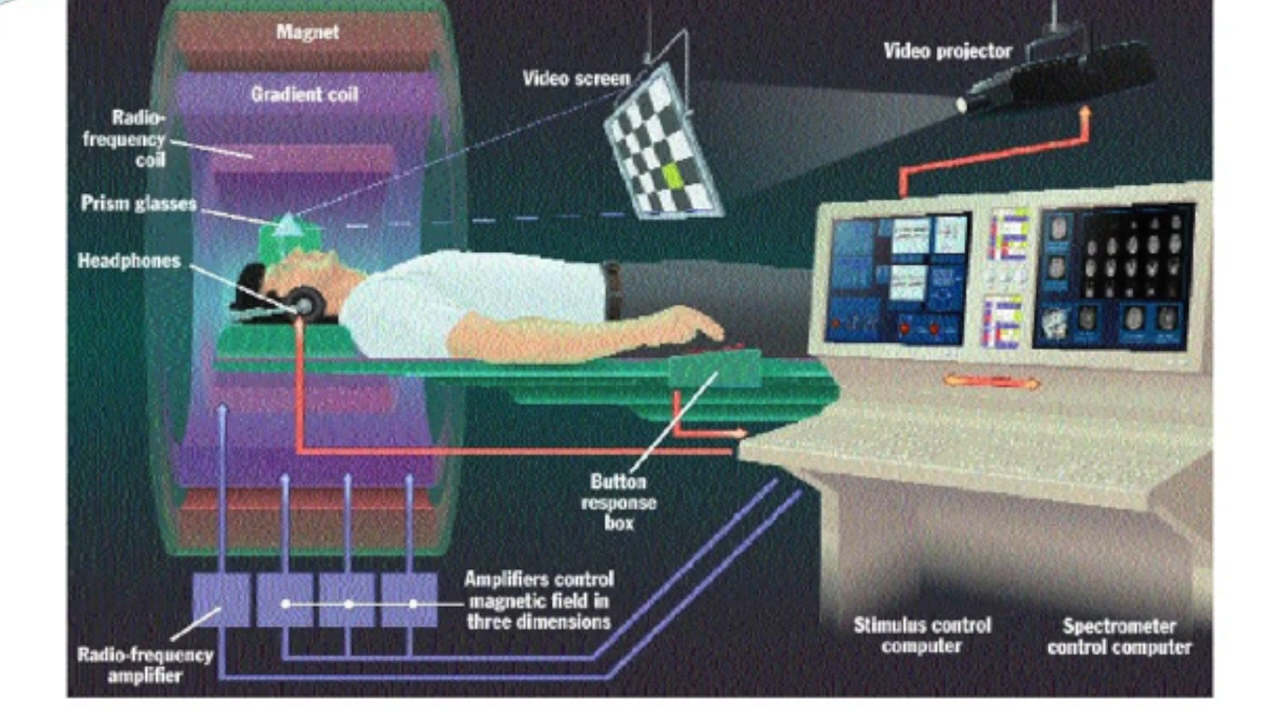 Magnet
Gradient coil
Radio-
frequency
coil
Prism glasses
Headphones
Video screen
Video projector
Button
response
box
Amplifiers control
magnetic field in
three dimensions
Radio-frequency
amplifier
Stimulus control
computer
Spectrometer
control computer